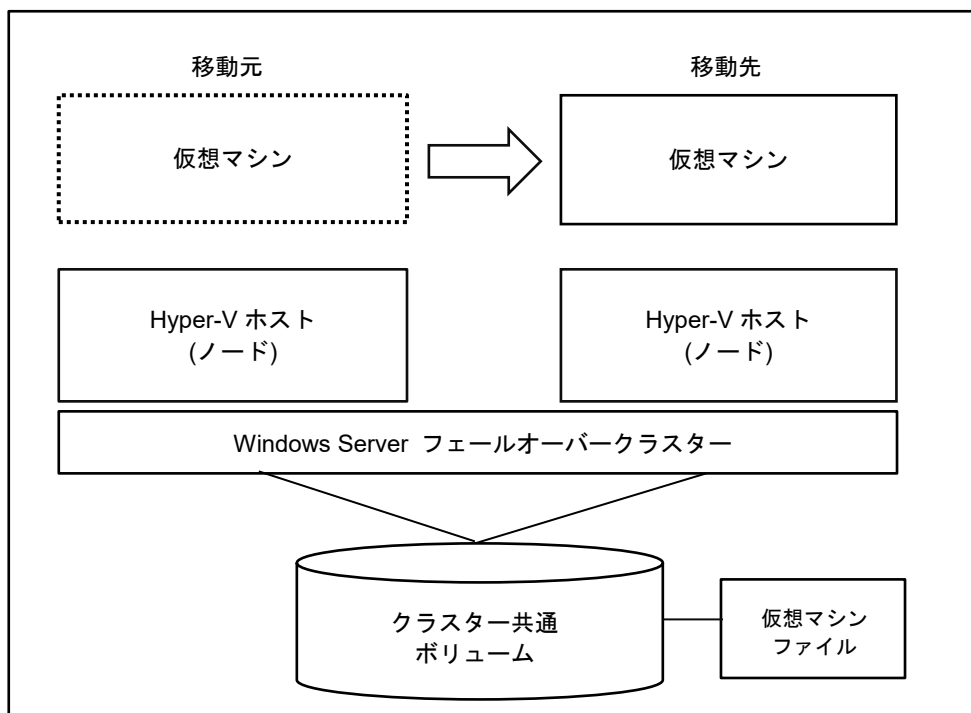 移動元
移動先
仮想マシン
仮想マシン
Hyper-V ホスト
(ノード)
Hyper-V ホスト
(ノード)
Windows Server フェールオーバークラスター
クラスター共通
ボリューム
仮想マシン
ファイル